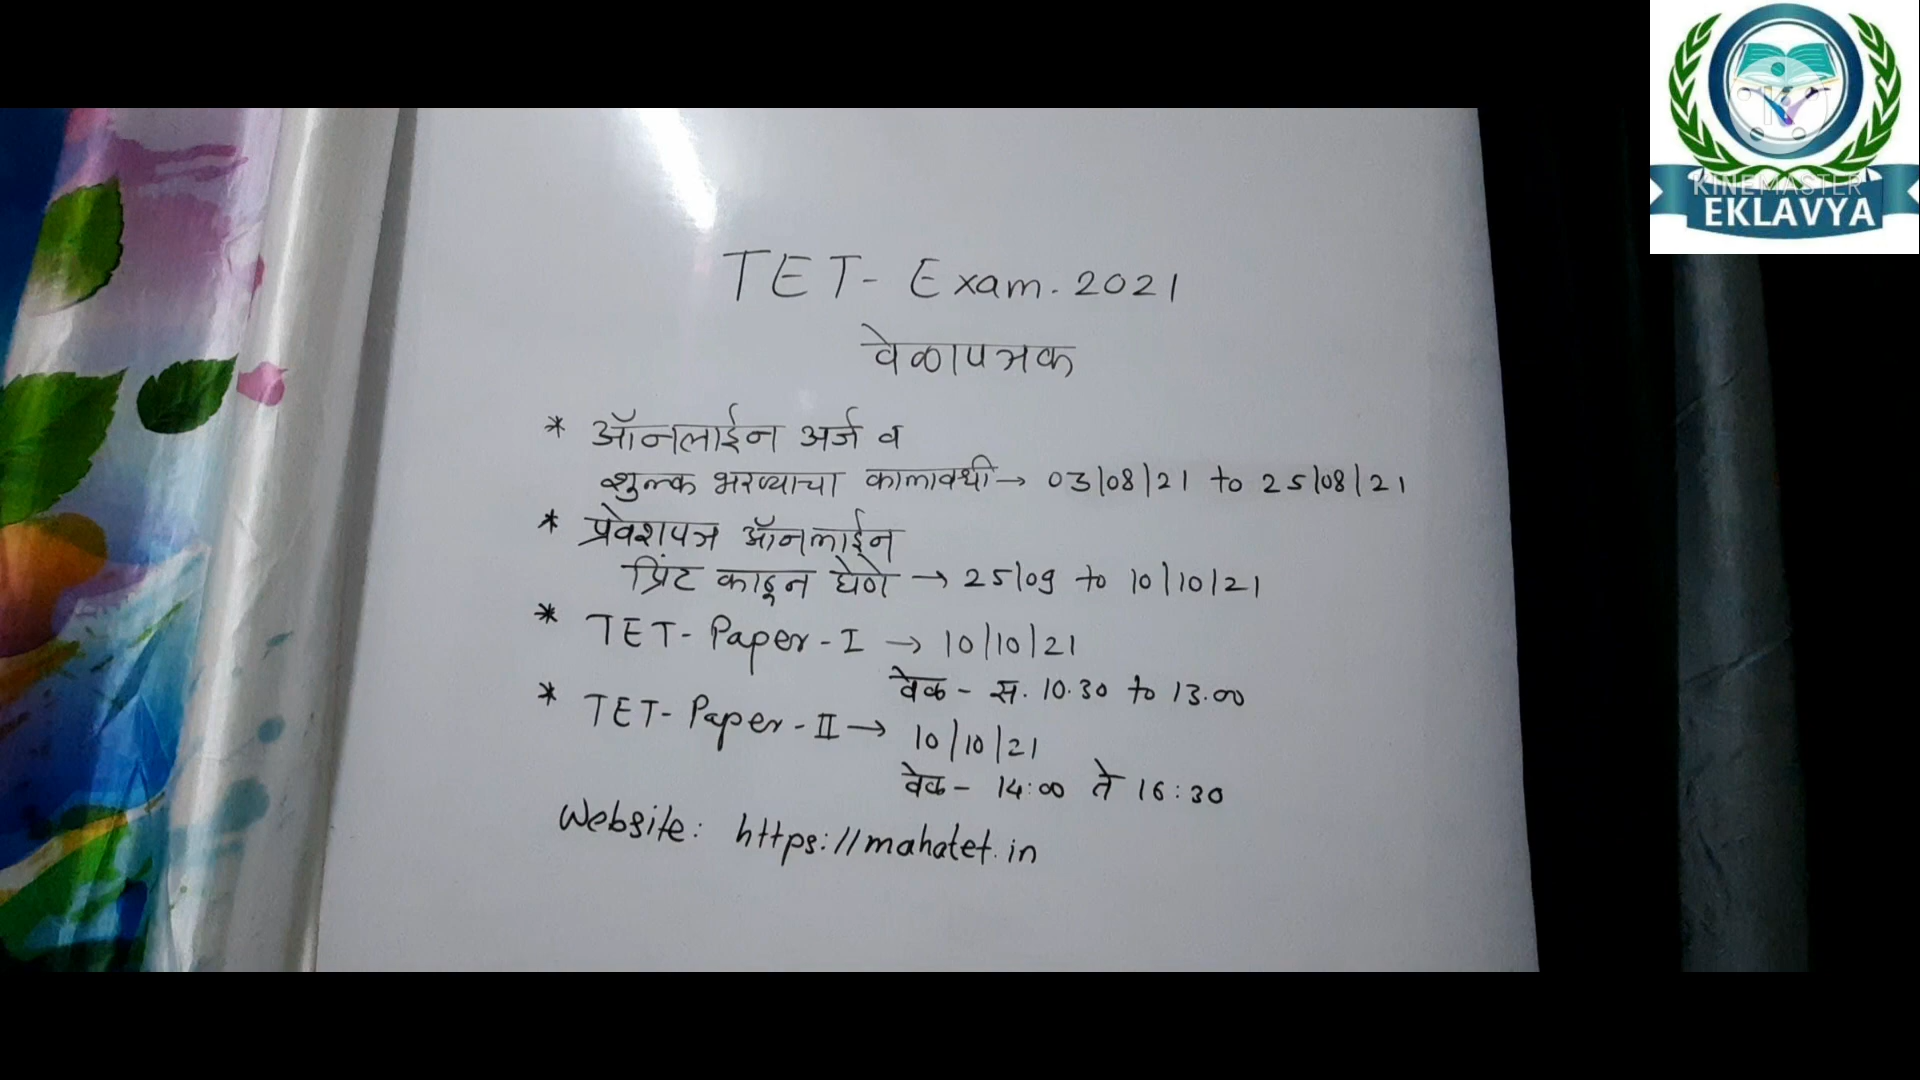 KINEMASTER
EKLAVYA
TET- Exam. 2021
वेळापत्रक
* ऑनलाईन अर्ज व
शुल्क भरण्याचा कालावधी → 03/08/21 to 25/08/21
* प्रवेशपत्र ऑनलाईन
प्रिंट काढून घेणे → 25/09 to 10/10/21
* TET- Paper - I → 10/10/21
वेळ - स. 10.30 to 13.00
* TET- Paper - II → 10/10/21
वेळ - 14:00 ते 16:30
Website: https://mahatet.in